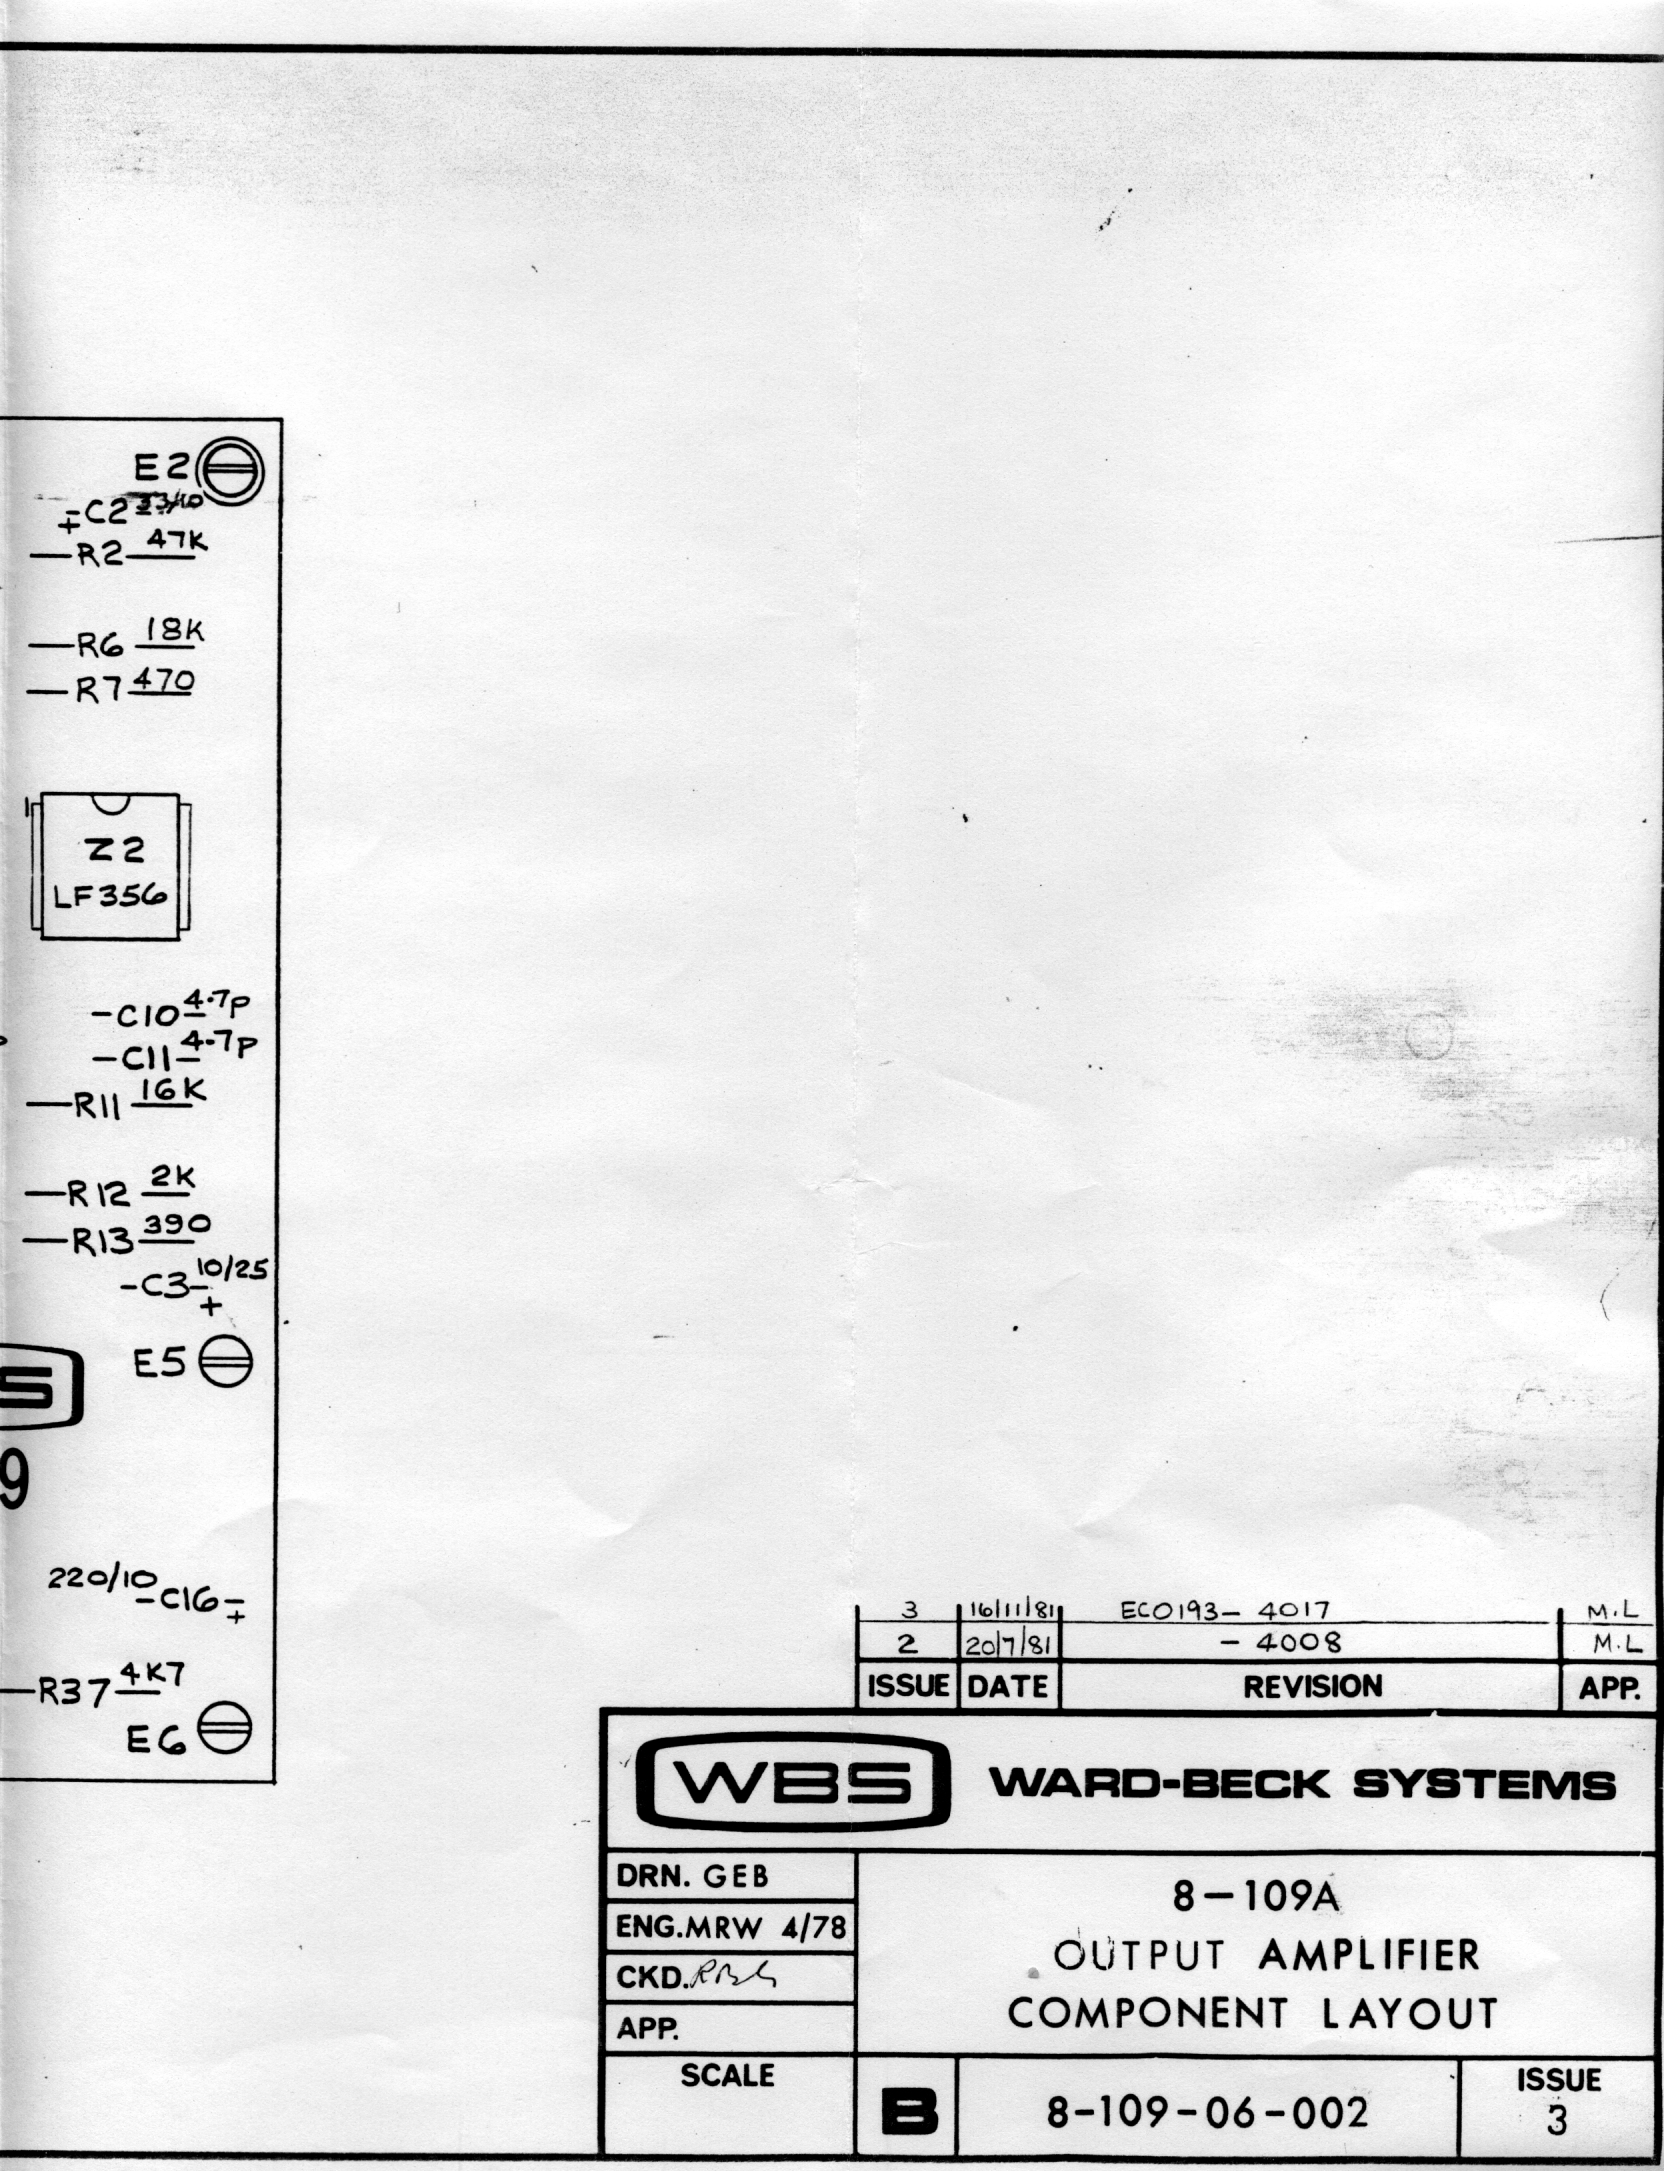 E2
C2 33/10
R2 47K
R6 18K
R7 470
1
Z2
LF356
C10 4.7p
C11 4.7p
R11 16K
R12 2K
R13 390
C3 10/25
E5
S
9
220/10 C16
R37 4K7
E6
3 16/11/81 ECO193- 4017 M.L
2 20/7/81 - 4008 M.L
ISSUE DATE REVISION APP.
WBS WARD-BECK SYSTEMS
DRN. GEB
ENG. MRW 4/78
CKD.
APP.
SCALE
8-109A
OUTPUT AMPLIFIER
COMPONENT LAYOUT
B
8-109-06-002
ISSUE
3